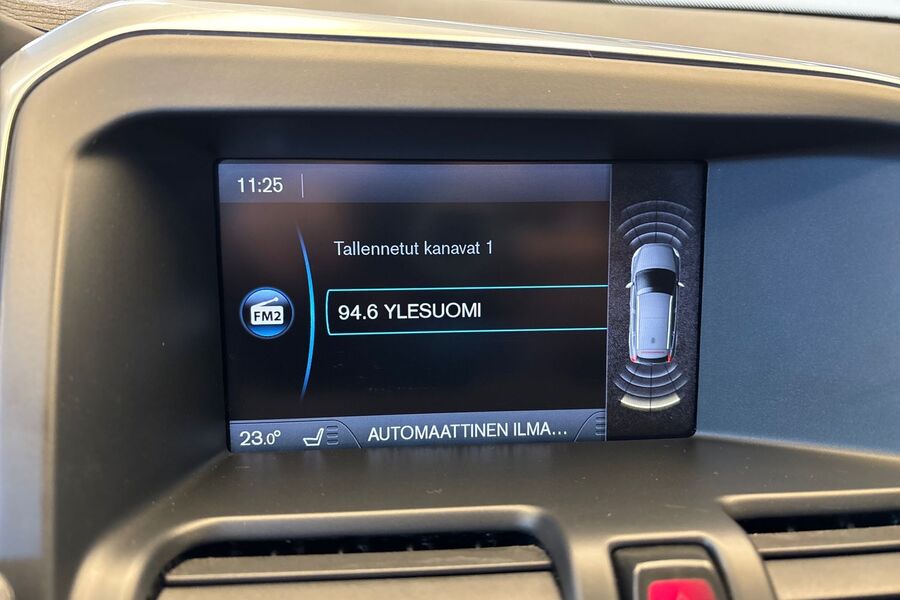 11:25
Tallennetut kanavat 1
FM2
94.6 YLESUOMI
23.0°
AUTOMAATTINEN ILMA...